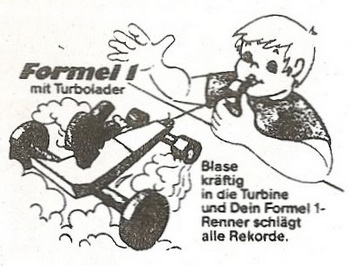 Formel 1
mit Turbolader
Blase
kräftig
in die Turbine
und Dein Formel 1-
Renner schlägt
alle Rekorde.